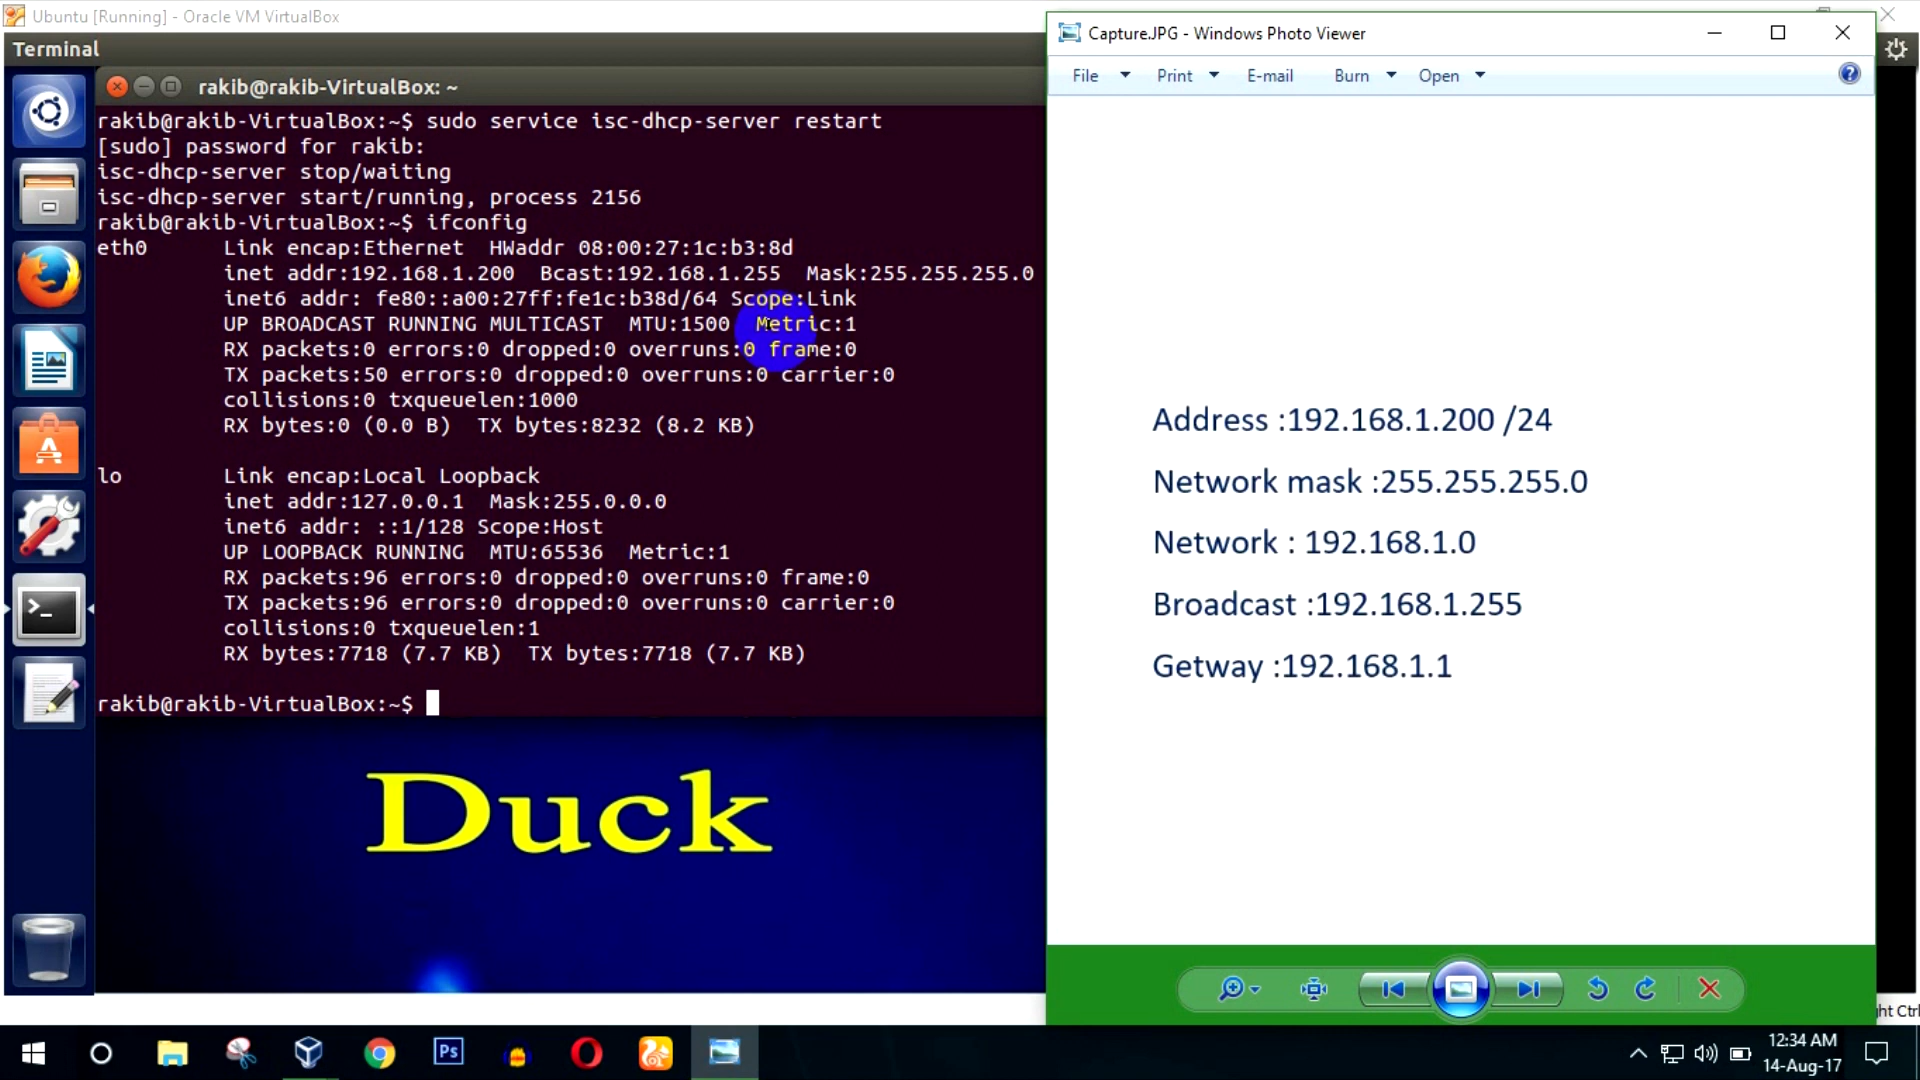 Ubuntu [Running] - Oracle VM VirtualBox
Terminal
rakib@rakib-VirtualBox: ~
rakib@rakib-VirtualBox:~$ sudo service isc-dhcp-server restart
[sudo] password for rakib:
isc-dhcp-server stop/waiting
isc-dhcp-server start/running, process 2156
rakib@rakib-VirtualBox:~$ ifconfig
eth0 Link encap:Ethernet HWaddr 08:00:27:1c:b3:8d
inet addr:192.168.1.200 Bcast:192.168.1.255 Mask:255.255.255.0
inet6 addr: fe80::a00:27ff:fe1c:b38d/64 Scope:Link
UP BROADCAST RUNNING MULTICAST MTU:1500 Metric:1
RX packets:0 errors:0 dropped:0 overruns:0 frame:0
TX packets:50 errors:0 dropped:0 overruns:0 carrier:0
collisions:0 txqueuelen:1000
RX bytes:0 (0.0 B) TX bytes:8232 (8.2 KB)
lo Link encap:Local Loopback
inet addr:127.0.0.1 Mask:255.0.0.0
inet6 addr: ::1/128 Scope:Host
UP LOOPBACK RUNNING MTU:65536 Metric:1
RX packets:96 errors:0 dropped:0 overruns:0 frame:0
TX packets:96 errors:0 dropped:0 overruns:0 carrier:0
collisions:0 txqueuelen:1
RX bytes:7718 (7.7 KB) TX bytes:7718 (7.7 KB)
rakib@rakib-VirtualBox:~$
Duck
Capture.JPG - Windows Photo Viewer
File Print E-mail Burn Open
Address :192.168.1.200 /24
Network mask :255.255.255.0
Network : 192.168.1.0
Broadcast :192.168.1.255
Getway :192.168.1.1
Ctrl
Ps
12:34 AM
14-Aug-17